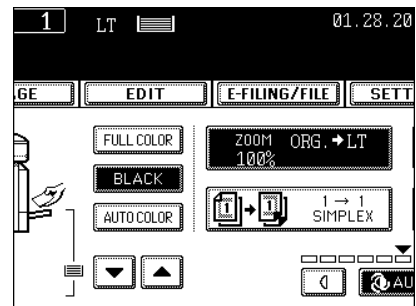 1 LT 01.28.20
GE EDIT E-FILING/FILE SETT
FULL COLOR
ZOOM ORG.→LT
100%
BLACK
1 1
1 → 1
SIMPLEX
AUTO COLOR
AU